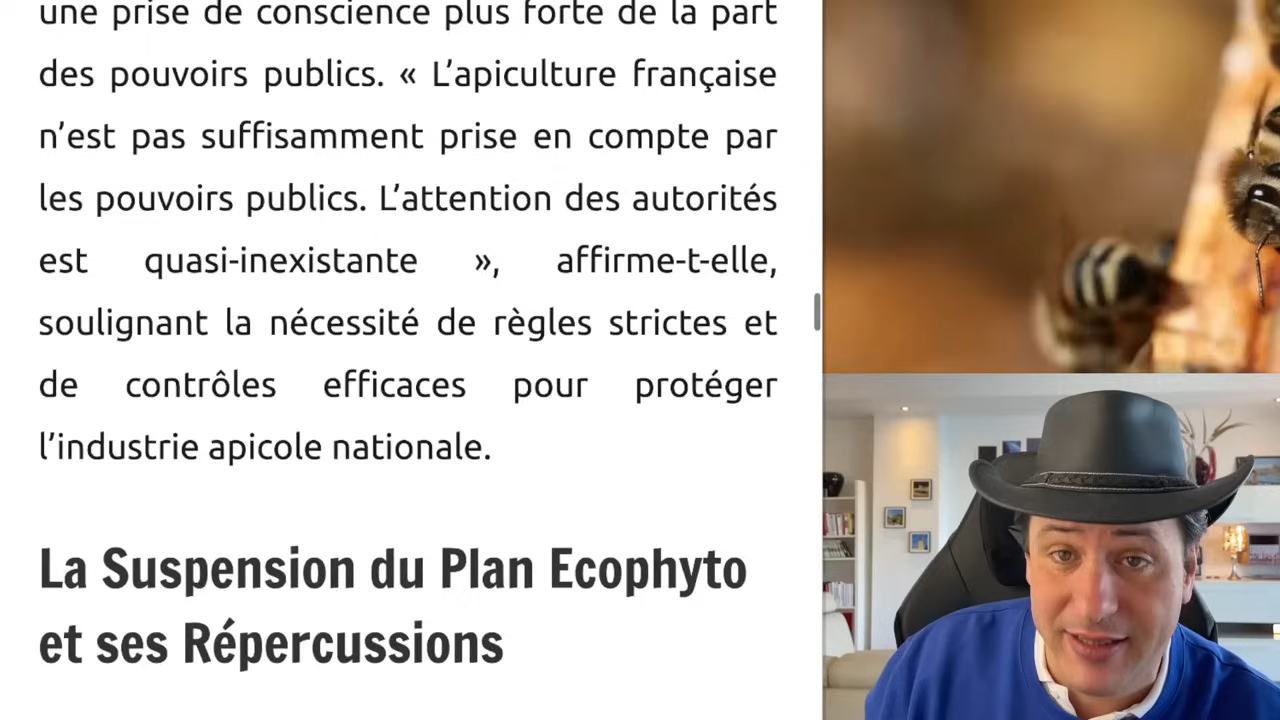 une prise de conscience plus forte de la part
des pouvoirs publics. « L’apiculture française
n’est pas suffisamment prise en compte par
les pouvoirs publics. L’attention des autorités
est quasi-inexistante », affirme-t-elle,
soulignant la nécessité de règles strictes et
de contrôles efficaces pour protéger
l’industrie apicole nationale.
La Suspension du Plan Ecophyto
et ses Répercussions